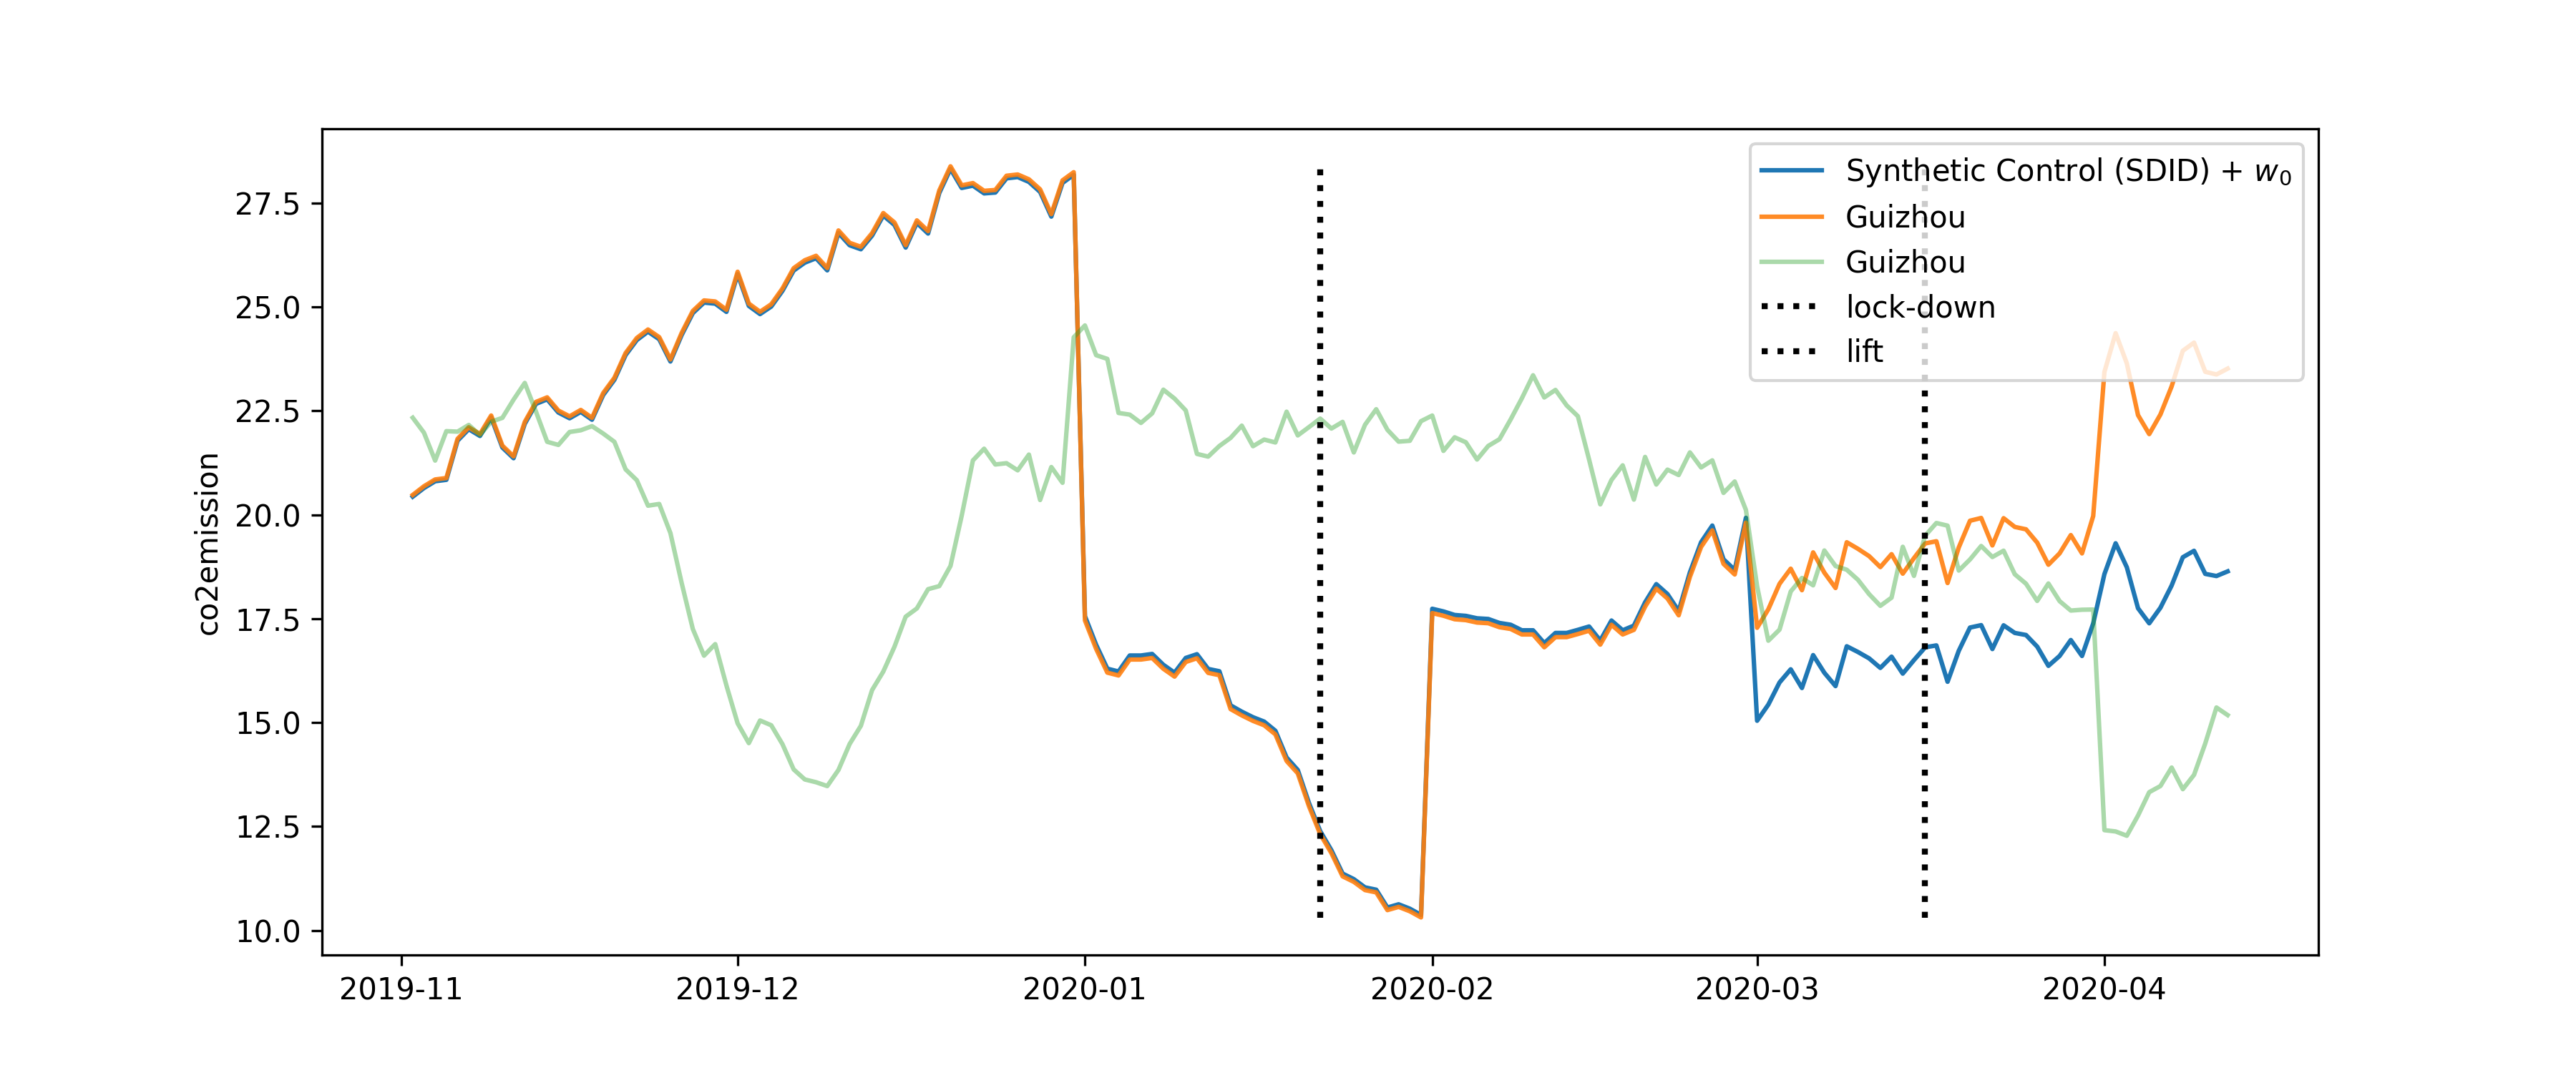 27.5
25.0
22.5
20.0
17.5
15.0
12.5
10.0
co2emission
2019-11
2019-12
2020-01
2020-02
2020-03
2020-04
Synthetic Control (SDID) + w₀
Guizhou
Guizhou
lock-down
lift